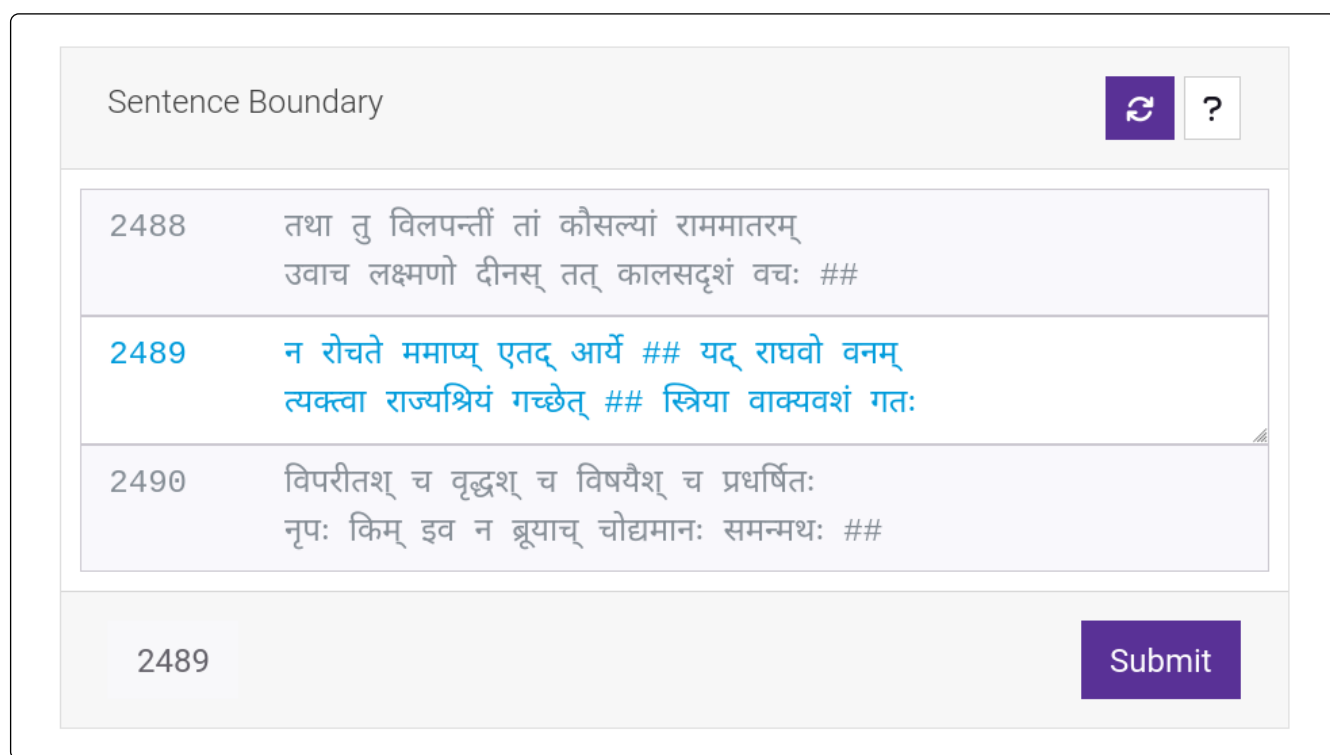 Sentence Boundary
?
2488 तथा तु विलपन्तीं तां कौसल्यां राममातरम्
उवाच लक्ष्मणो दीनस् तत् कालसदृशं वचः ##
2489 न रोचते ममाप्य् एतद् आर्ये ## यद् राघवो वनम्
त्यक्त्वा राज्यश्रियं गच्छेत् ## स्त्रिया वाक्यवशं गतः
2490 विपरीतश् च वृद्धश् च विषयैश् च प्रधर्षितः
नृपः किम् इव न ब्रूयाच् चोद्यमानः समन्मथः ##
2489
Submit